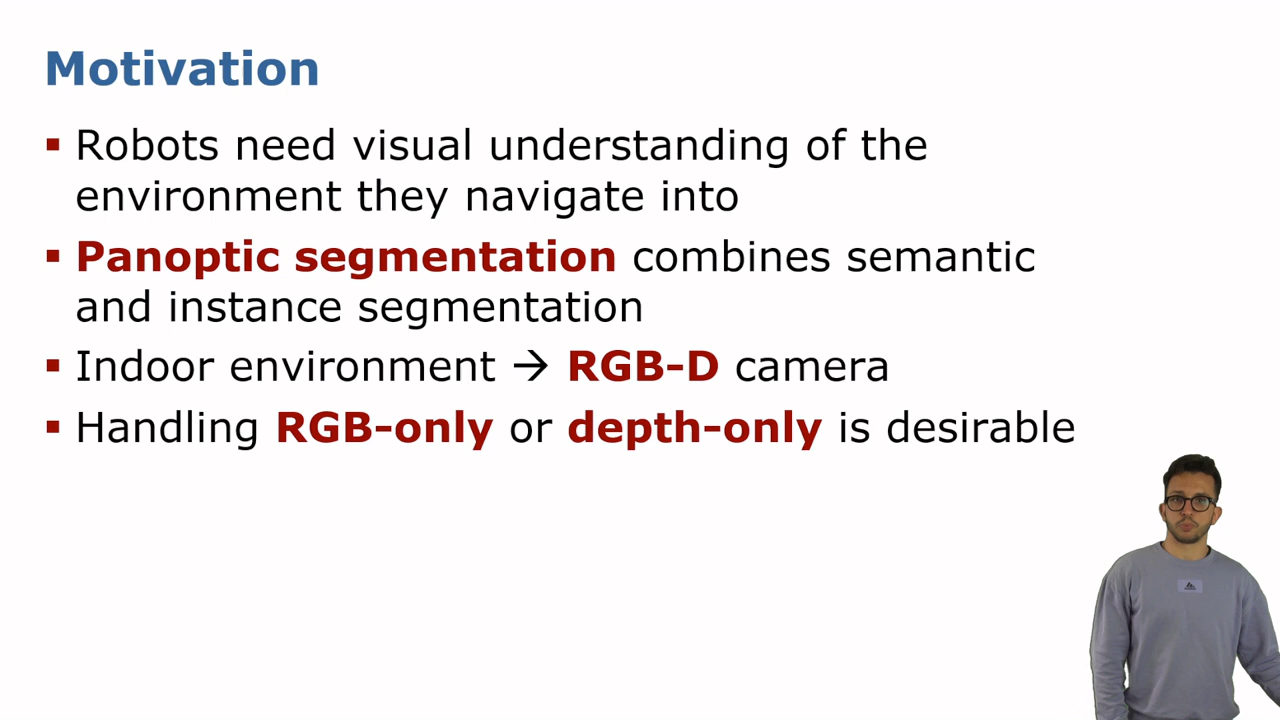 Motivation
▪ Robots need visual understanding of the
environment they navigate into
▪ Panoptic segmentation combines semantic
and instance segmentation
▪ Indoor environment → RGB-D camera
▪ Handling RGB-only or depth-only is desirable